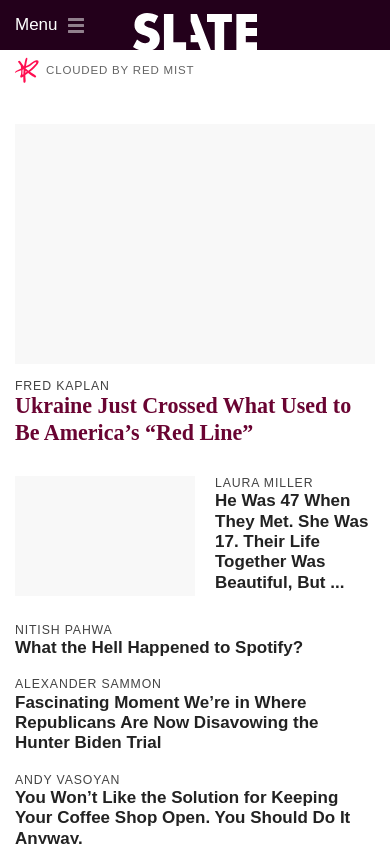 Menu
SLATE
CLOUDED BY RED MIST
FRED KAPLAN
Ukraine Just Crossed What Used to
Be America’s “Red Line”
LAURA MILLER
He Was 47 When
They Met. She Was
17. Their Life
Together Was
Beautiful, But ...
NITISH PAHWA
What the Hell Happened to Spotify?
ALEXANDER SAMMON
Fascinating Moment We’re in Where
Republicans Are Now Disavowing the
Hunter Biden Trial
ANDY VASOYAN
You Won’t Like the Solution for Keeping
Your Coffee Shop Open. You Should Do It
Anyway.